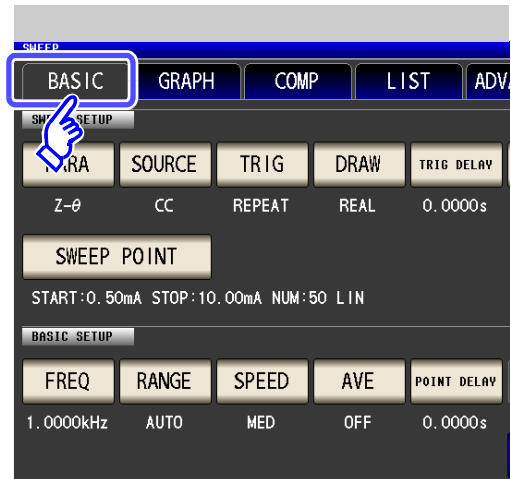 SWEEP
BASIC GRAPH COMP LIST ADV
SETUP
SOURCE TRIG DRAW TRIG DELAY
Z-θ CC REPEAT REAL 0.0000s
SWEEP POINT
START:0.50mA STOP:10.00mA NUM:50 LIN
BASIC SETUP
FREQ RANGE SPEED AVE POINT DELAY
1.0000kHz AUTO MED OFF 0.0000s